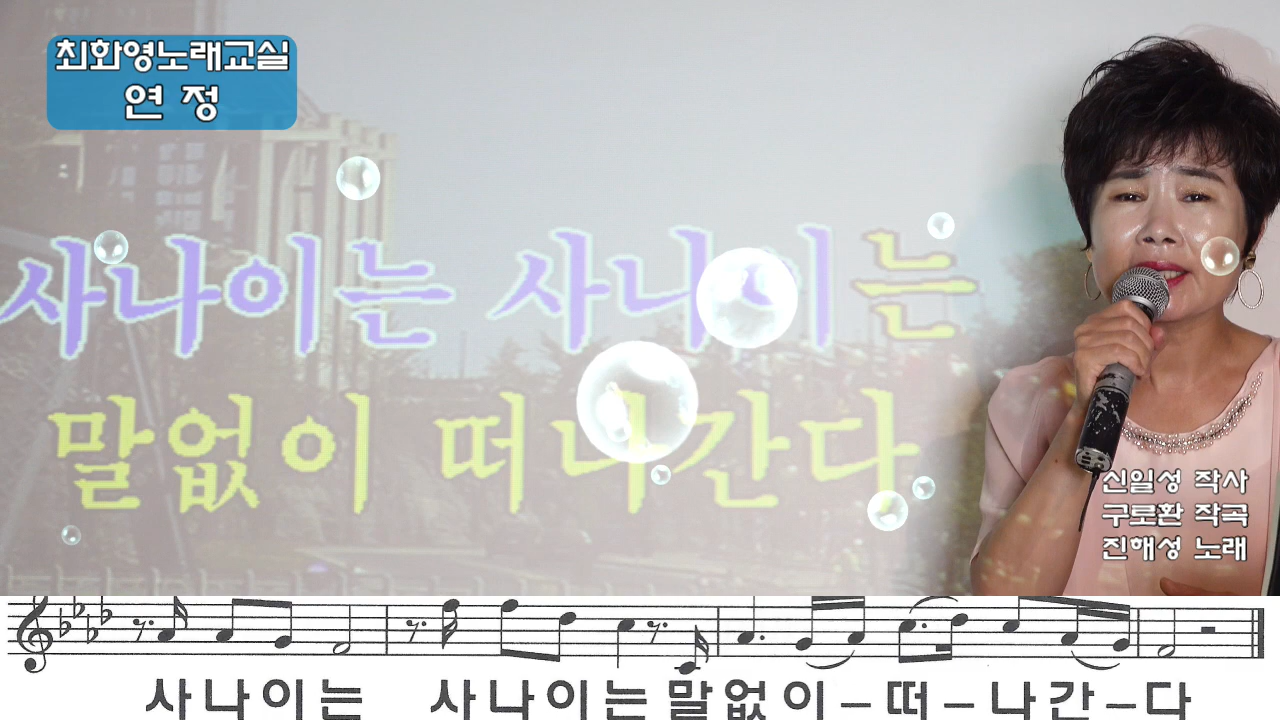 최화영노래교실
연 정
사나이는 사나이는
말없이 떠나간다
신일성 작사
구로환 작곡
진해성 노래
사나이는 사나이는말없이-떠-나간-다